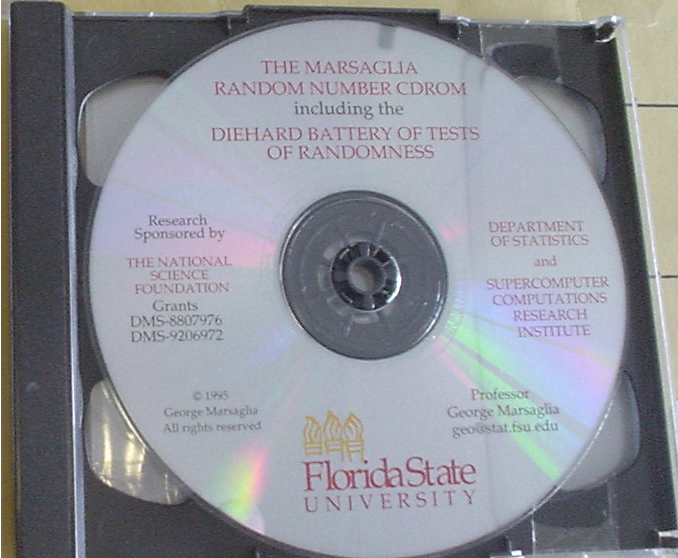 THE MARSAGLIA
RANDOM NUMBER CDROM
including the
DIEHARD BATTERY OF TESTS
OF RANDOMNESS
Research
Sponsored by
THE NATIONAL
SCIENCE
FOUNDATION
Grants
DMS-8807976
DMS-9206972
DEPARTMENT
OF STATISTICS
and
SUPERCOMPUTER
COMPUTATIONS
RESEARCH
INSTITUTE
© 1995
George Marsaglia
All rights reserved
Professor
George Marsaglia
geo@stat.fsu.edu
Florida State
UNIVERSITY